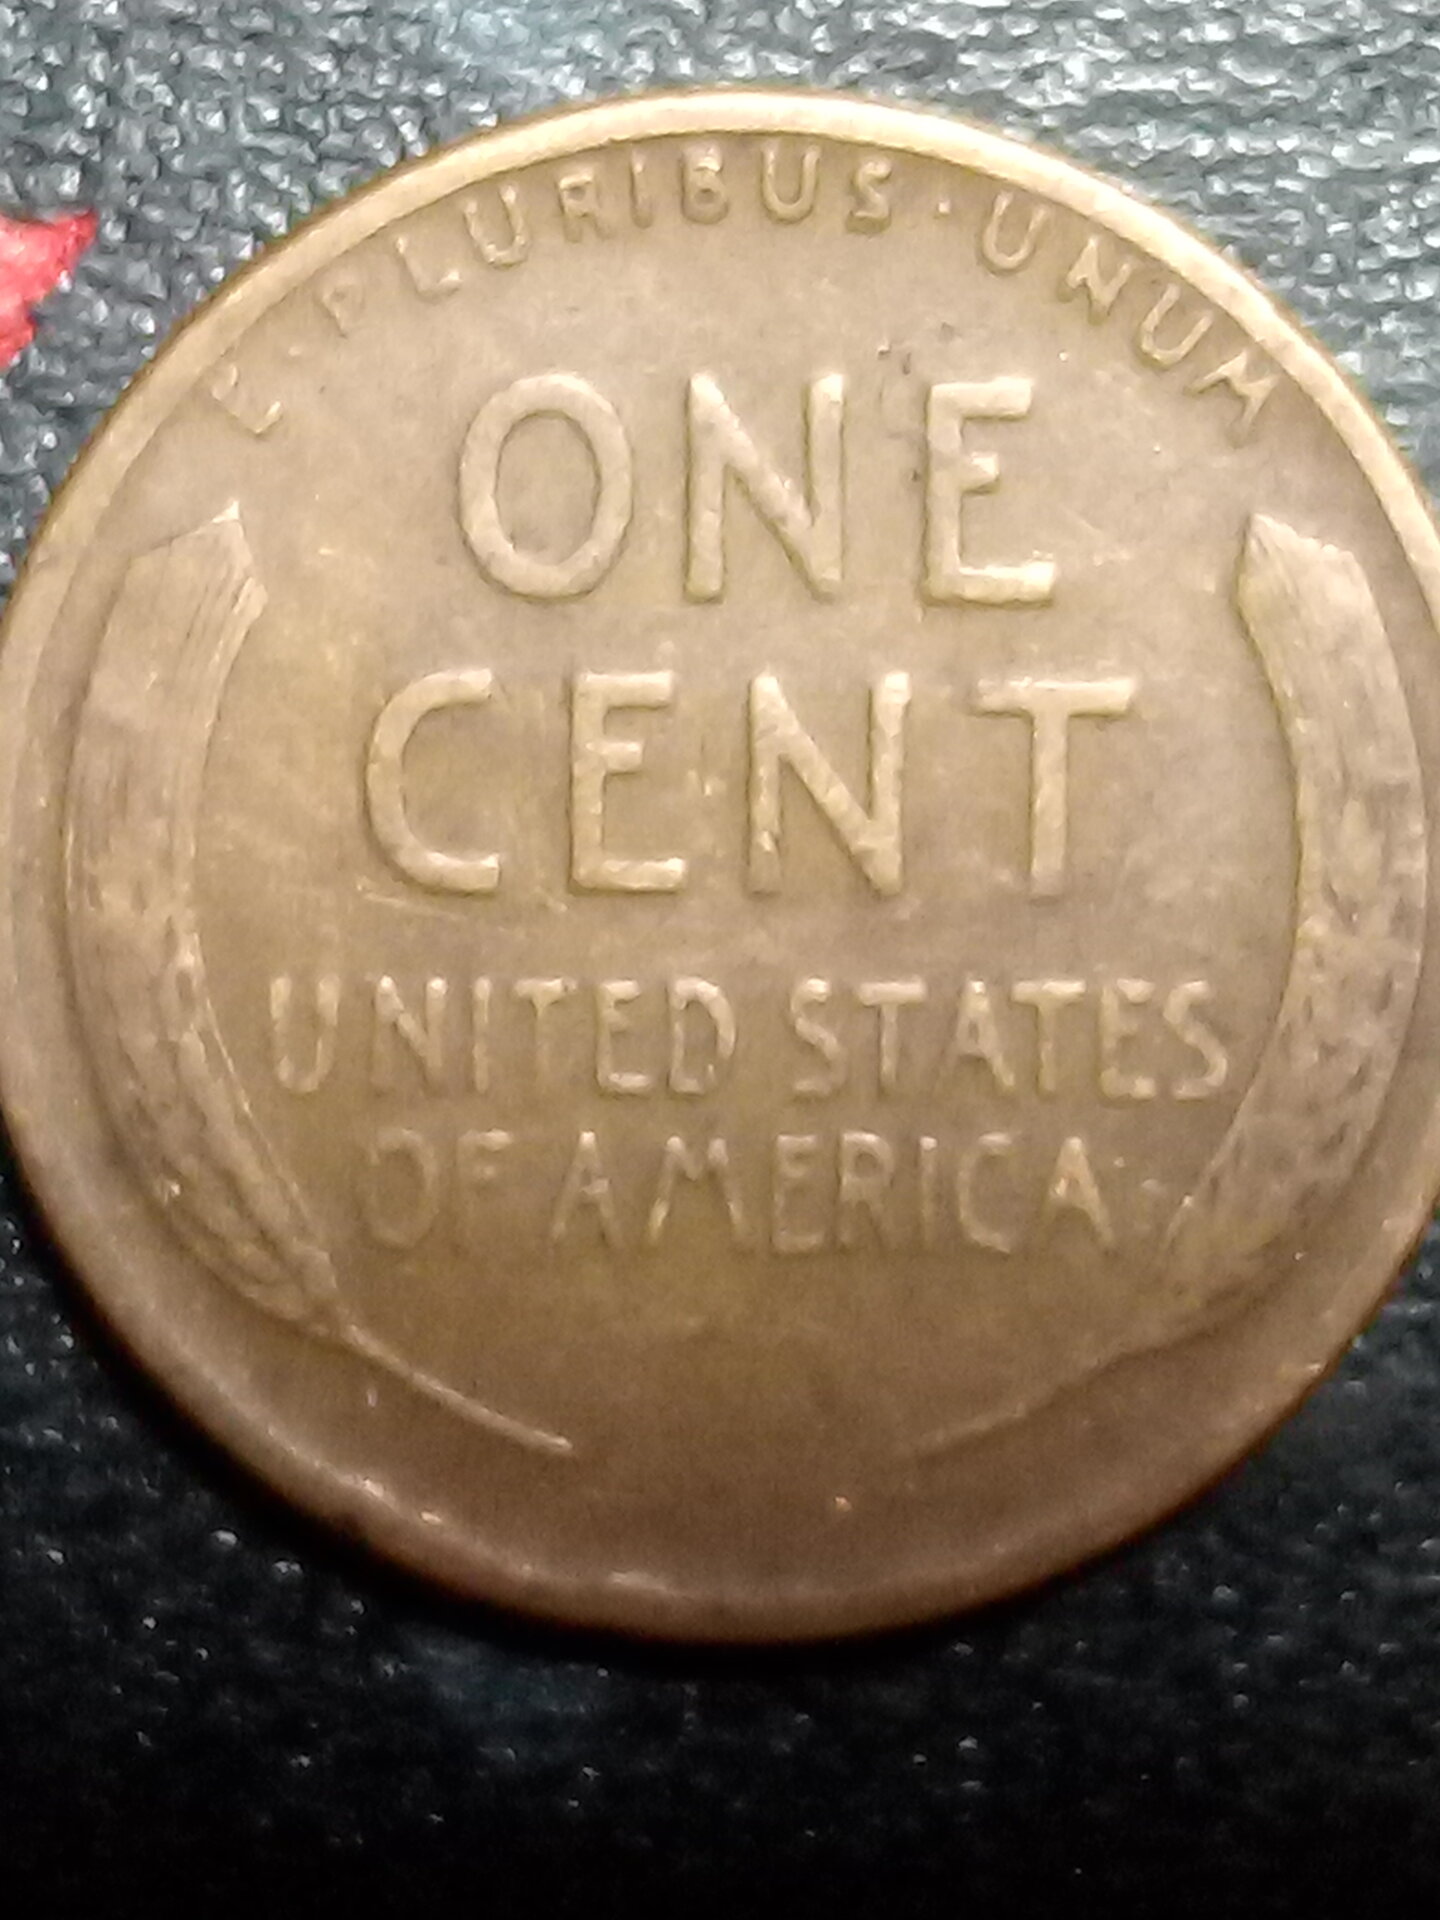 E · PLURIBUS · UNUM
ONE
CENT
UNITED STATES
OF AMERICA